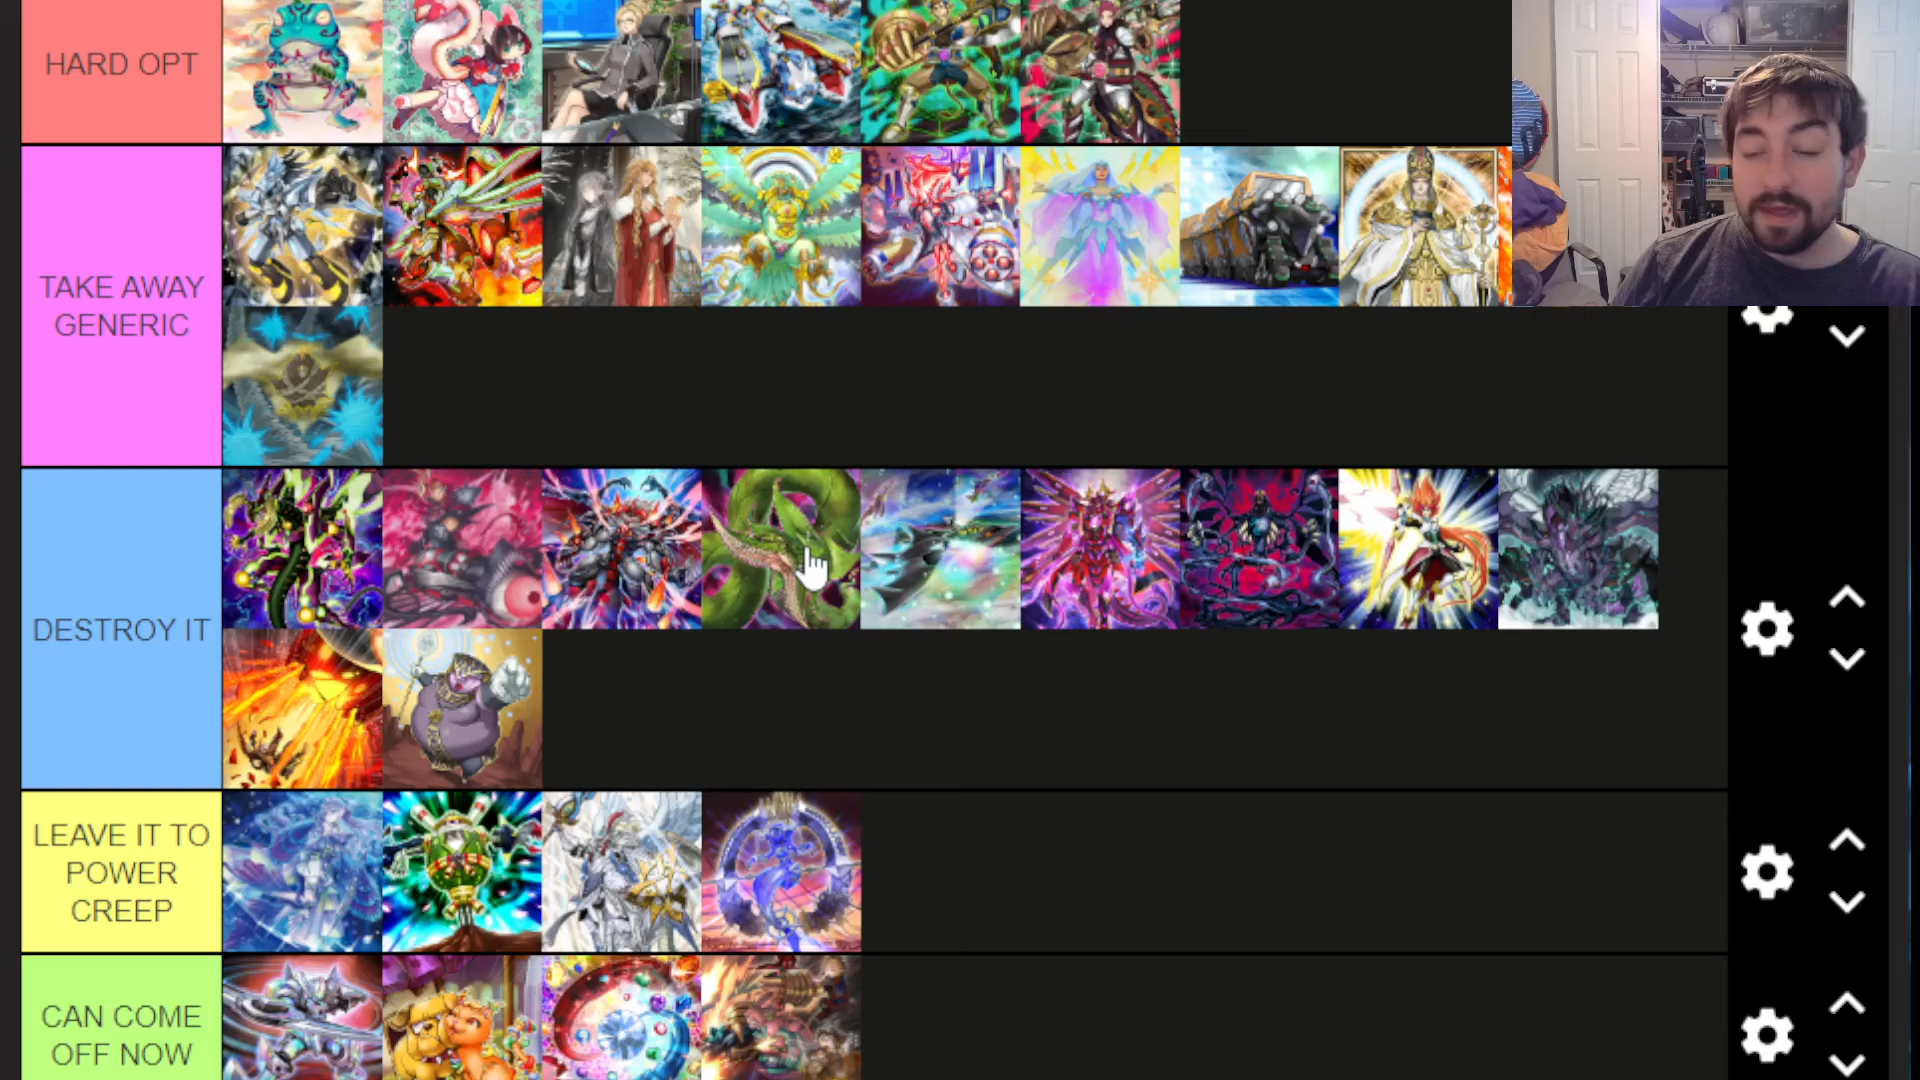 HARD OPT
TAKE AWAY
GENERIC
DESTROY IT
LEAVE IT TO
POWER
CREEP
CAN COME
OFF NOW